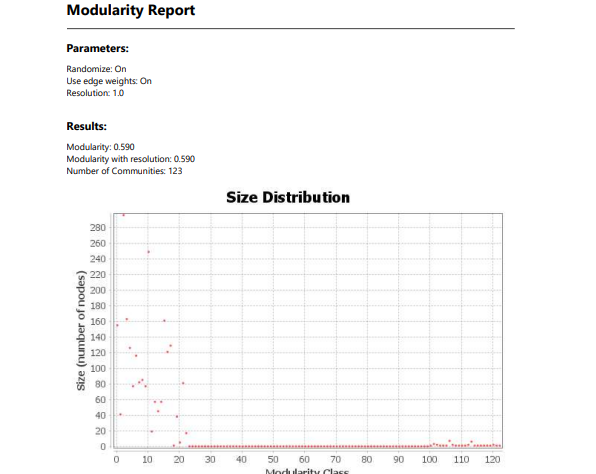 Modularity Report
Parameters:
Randomize: On
Use edge weights: On
Resolution: 1.0
Results:
Modularity: 0.590
Modularity with resolution: 0.590
Number of Communities: 123
Size Distribution
Size (number of nodes)
280
260
240
220
200
180
160
140
120
100
80
60
40
20
0
0 10 20 30 40 50 60 70 80 90 100 110 120
Modularity Class